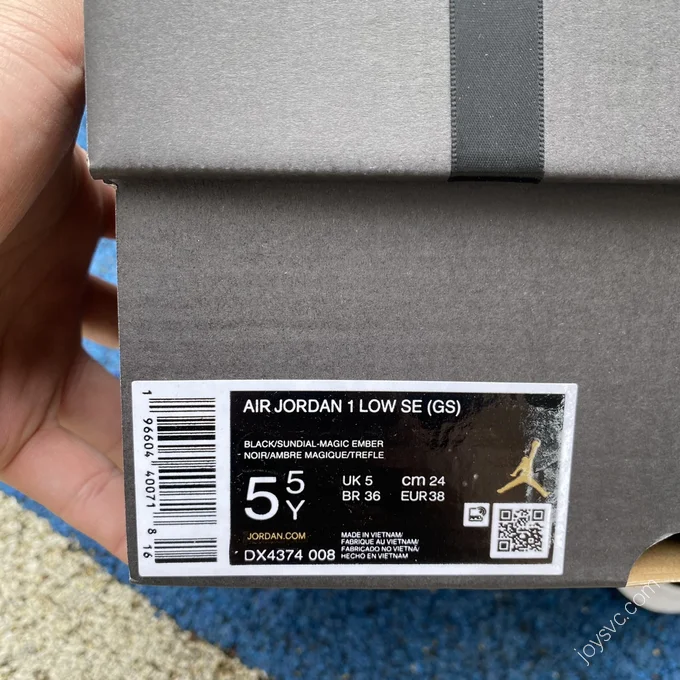 AIR JORDAN 1 LOW SE (GS)
BLACK/SUNDIAL-MAGIC EMBER
NOIR/AMBRE MAGIQUE/TREFLE
5 5 Y
UK 5 cm 24
BR 36 EUR 38
JORDAN.COM
DX4374 008
MADE IN VIETNAM/
FABRIQUE AU VIETNAM/
FABRICADO NO VIETNÃ/
HECHO EN VIETNAM
1 96604 40071 8 16
joysvc.com